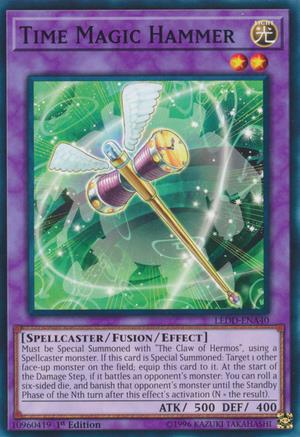 TIME MAGIC HAMMER
LIGHT
光
LEDD-ENA40
[SPELLCASTER/FUSION/EFFECT]
Must be Special Summoned with "The Claw of Hermos", using a
Spellcaster monster. If this card is Special Summoned: Target 1 other
face-up monster on the field; equip this card to it. At the start of
the Damage Step, if it battles an opponent's monster: You can roll a
six-sided die, and banish that opponent's monster until the Standby
Phase of the Nth turn after this effect's activation (N = the result).
ATK/ 500 DEF/ 400
10960419 1st Edition ©1996 KAZUKI TAKAHASHI